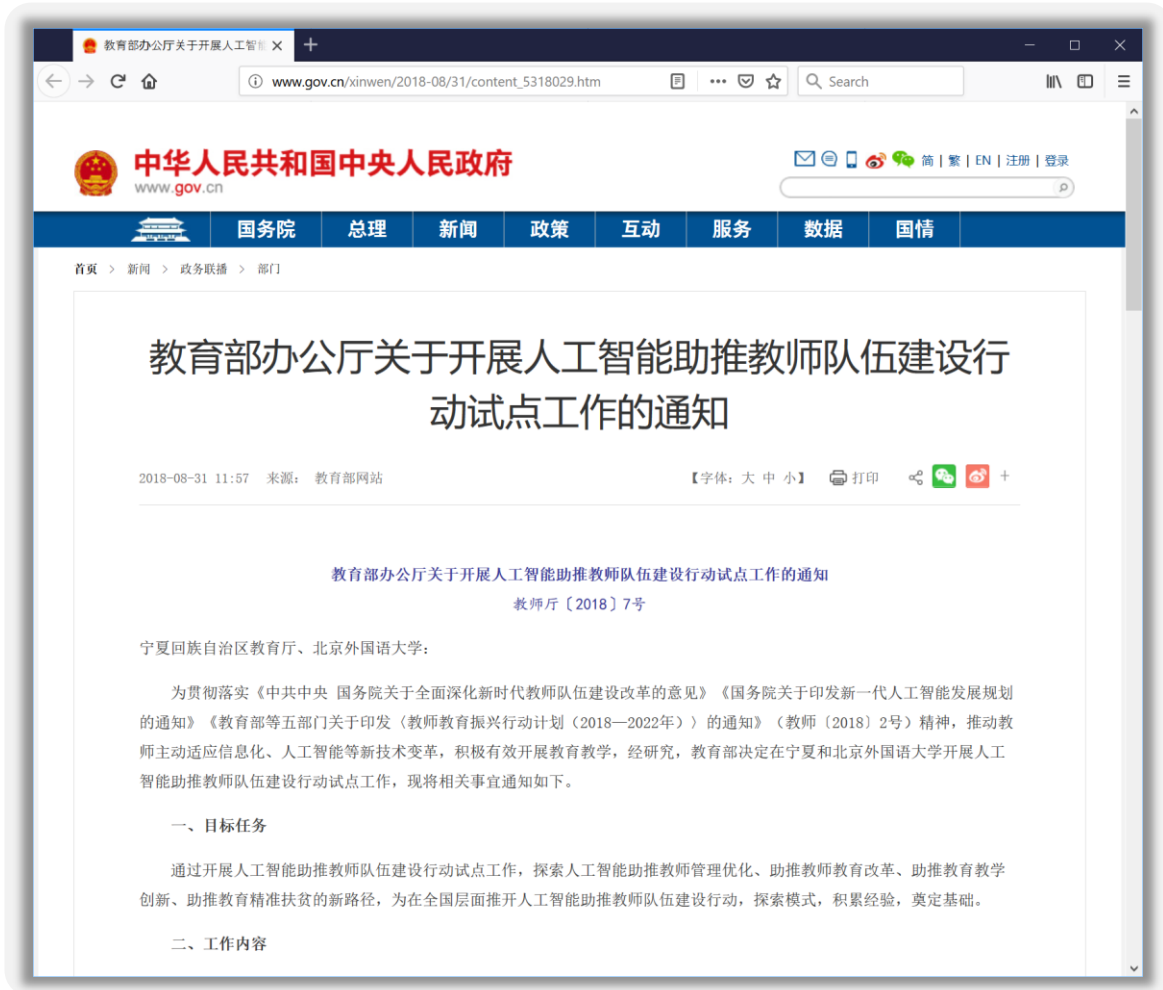 教育部办公厅关于开展人工智能
www.gov.cn/xinwen/2018-08/31/content_5318029.htm
Search
中华人民共和国中央人民政府
www.gov.cn
简 | 繁 | EN | 注册 | 登录
国务院 总理 新闻 政策 互动 服务 数据 国情
首页 > 新闻 > 政务联播 > 部门
教育部办公厅关于开展人工智能助推教师队伍建设行
动试点工作的通知
2018-08-31 11:57 来源: 教育部网站
【字体: 大 中 小】 打印 +
教育部办公厅关于开展人工智能助推教师队伍建设行动试点工作的通知
教师厅〔2018〕7号
宁夏回族自治区教育厅、北京外国语大学:
为贯彻落实《中共中央 国务院关于全面深化新时代教师队伍建设改革的意见》《国务院关于印发新一代人工智能发展规划
的通知》《教育部等五部门关于印发〈教师教育振兴行动计划（2018—2022年）〉的通知》（教师〔2018〕2号）精神，推动教
师主动适应信息化、人工智能等新技术变革，积极有效开展教育教学，经研究，教育部决定在宁夏和北京外国语大学开展人工
智能助推教师队伍建设行动试点工作，现将相关事宜通知如下。
一、目标任务
通过开展人工智能助推教师队伍建设行动试点工作，探索人工智能助推教师管理优化、助推教师教育改革、助推教育教学
创新、助推教育精准扶贫的新路径，为在全国层面推开人工智能助推教师队伍建设行动，探索模式，积累经验，奠定基础。
二、工作内容